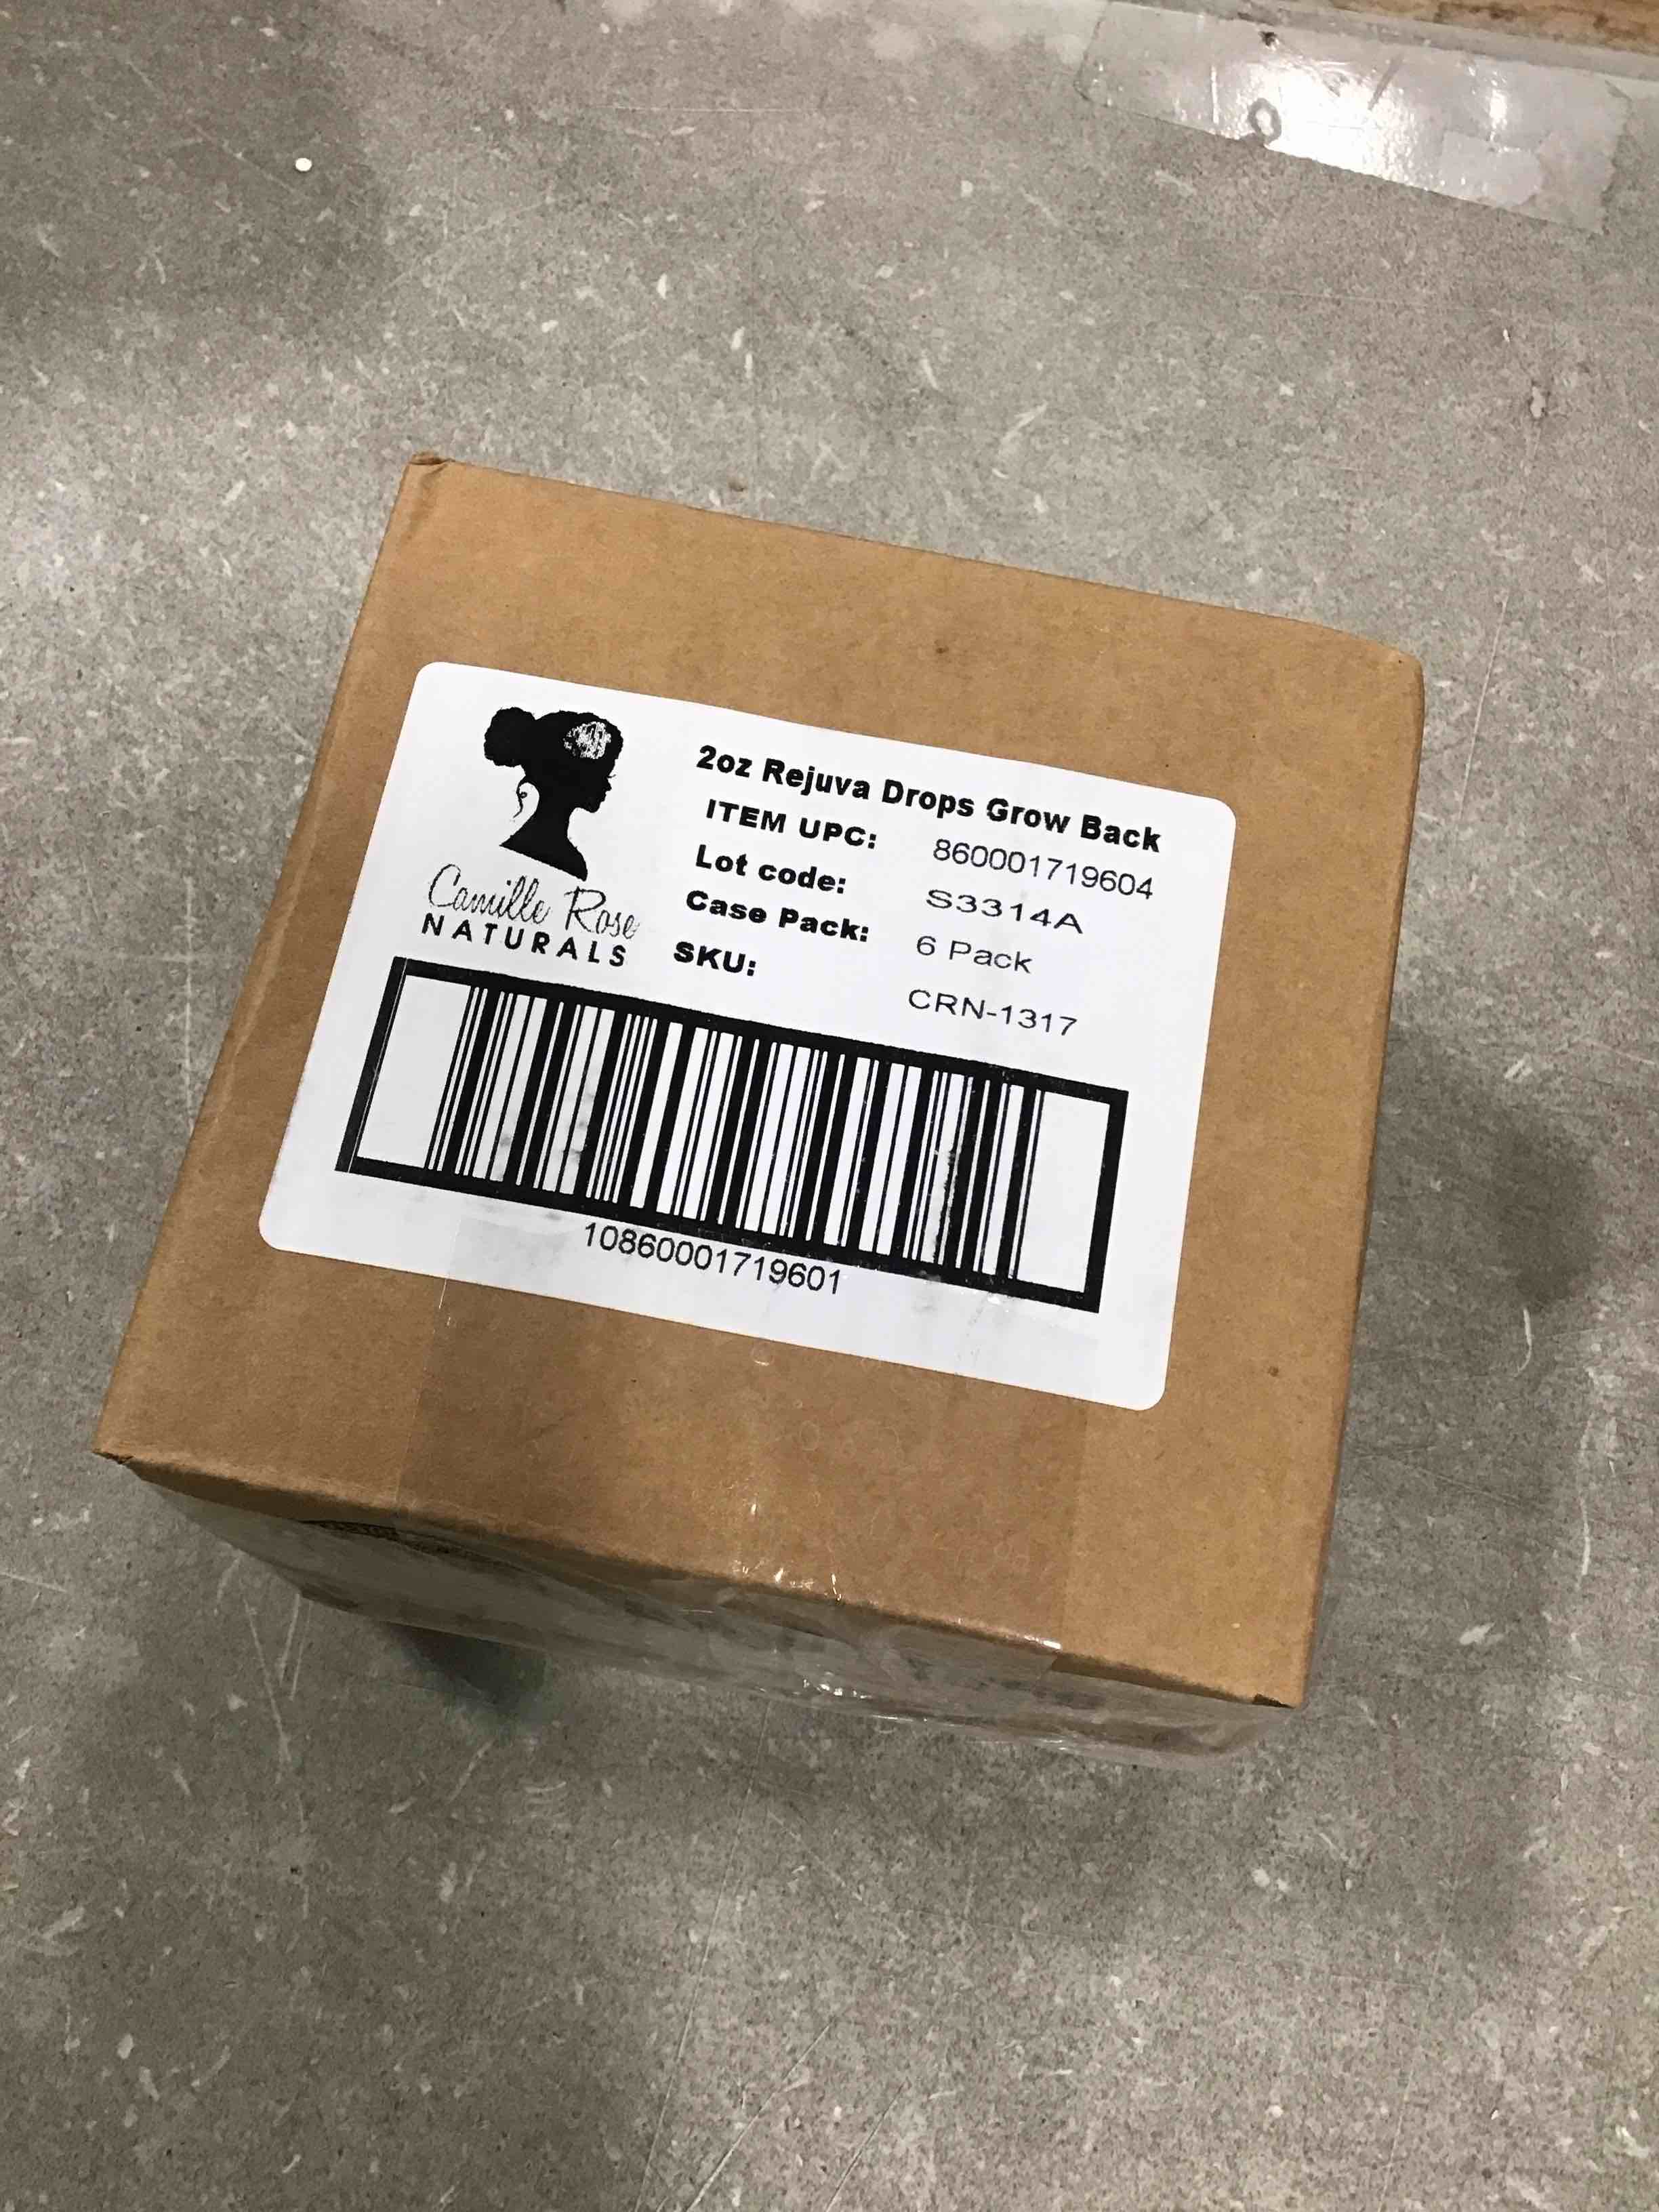 Camille Rose
NATURALS
2oz Rejuva Drops Grow Back
ITEM UPC: 860001719604
Lot code: S3314A
Case Pack: 6 Pack
SKU: CRN-1317
10860001719601